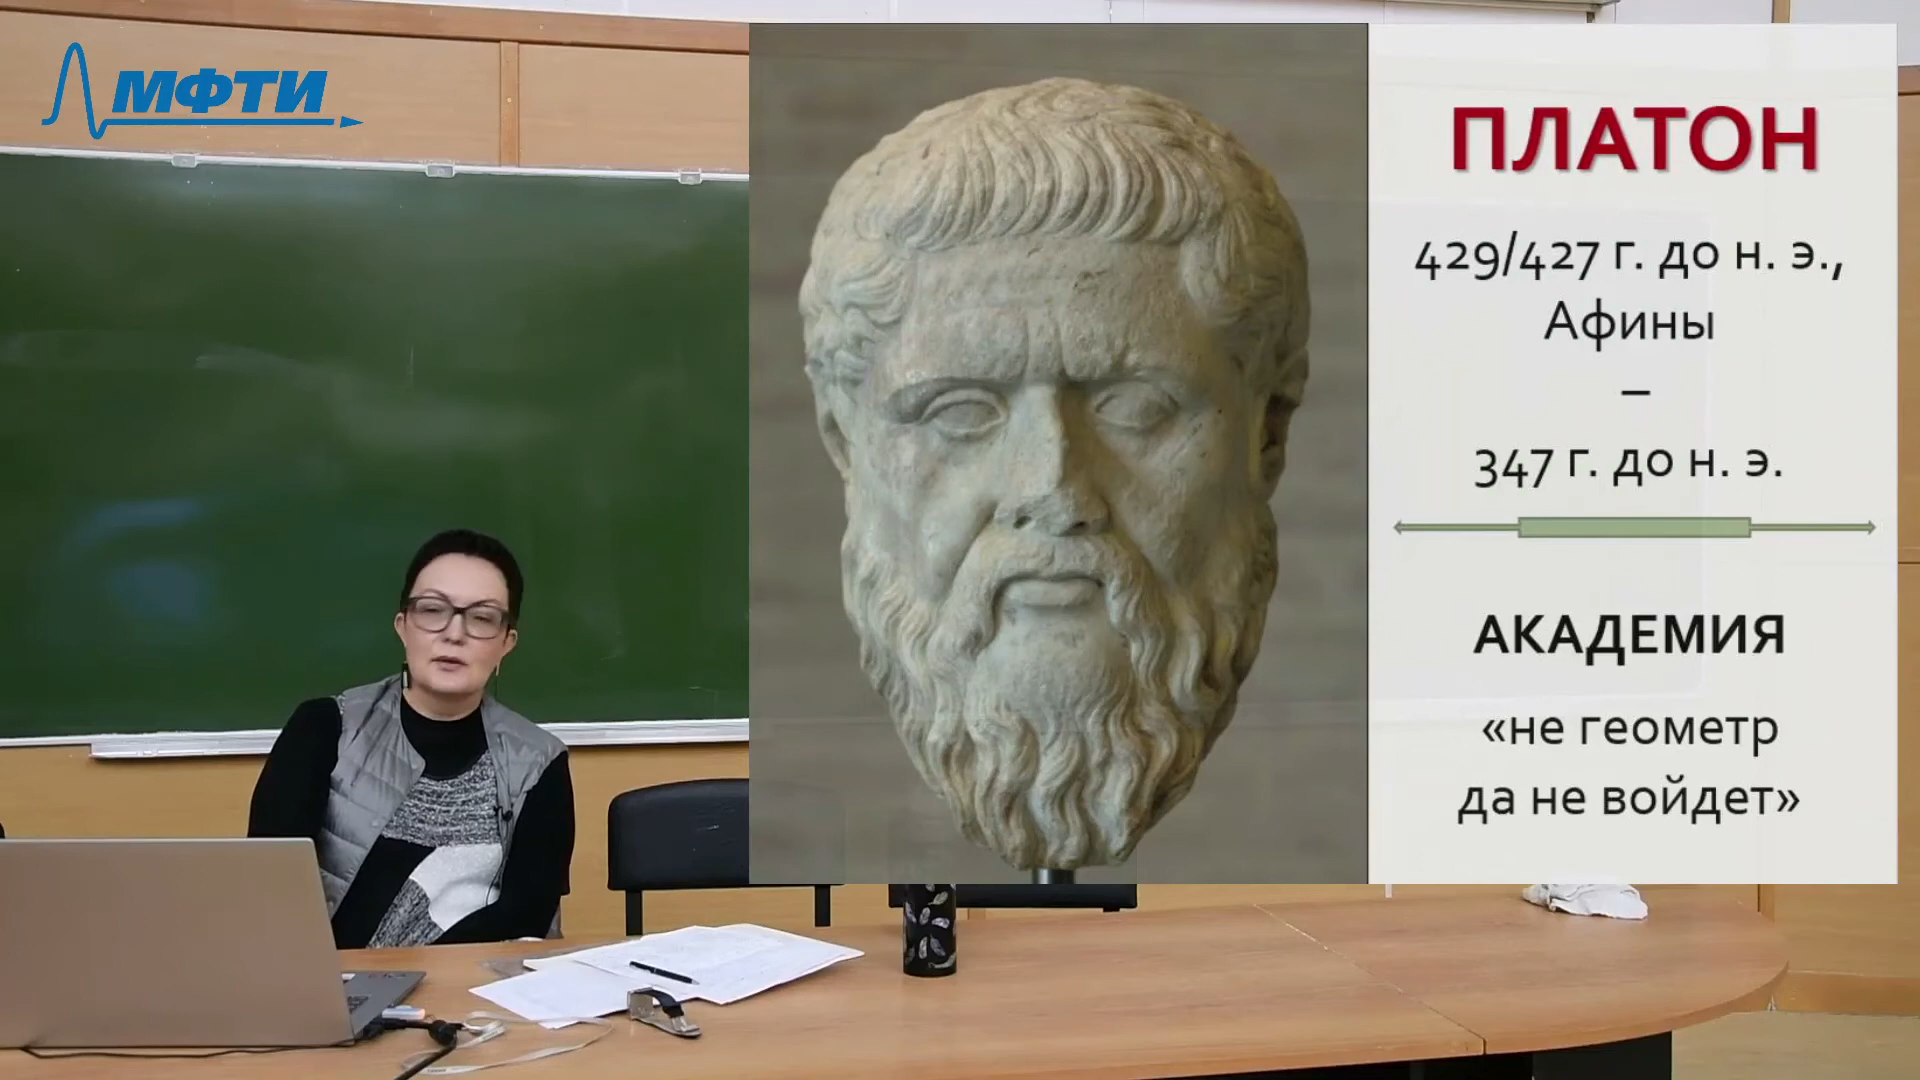 МФТИ
ПЛАТОН
429/427 г. до н. э.,
Афины
–
347 г. до н. э.
АКАДЕМИЯ
«не геометр
да не войдет»